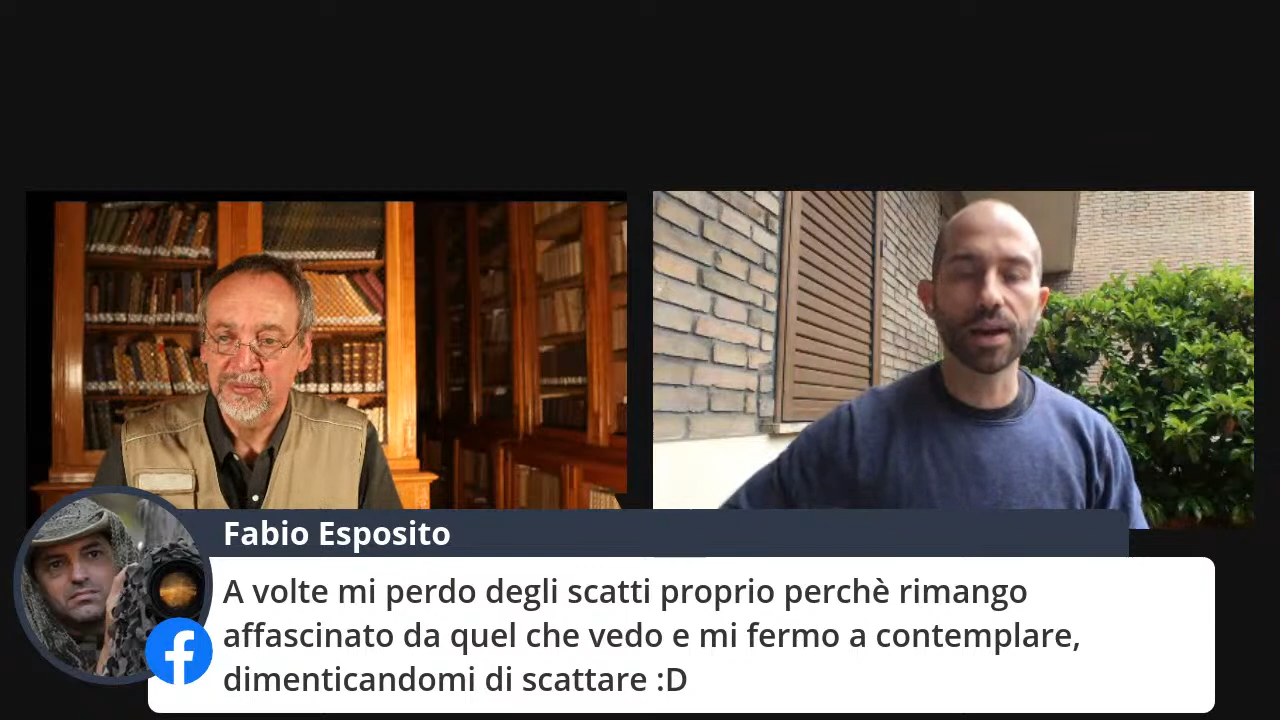 Fabio Esposito
A volte mi perdo degli scatti proprio perchè rimango
affascinato da quel che vedo e mi fermo a contemplare,
dimenticandomi di scattare :D